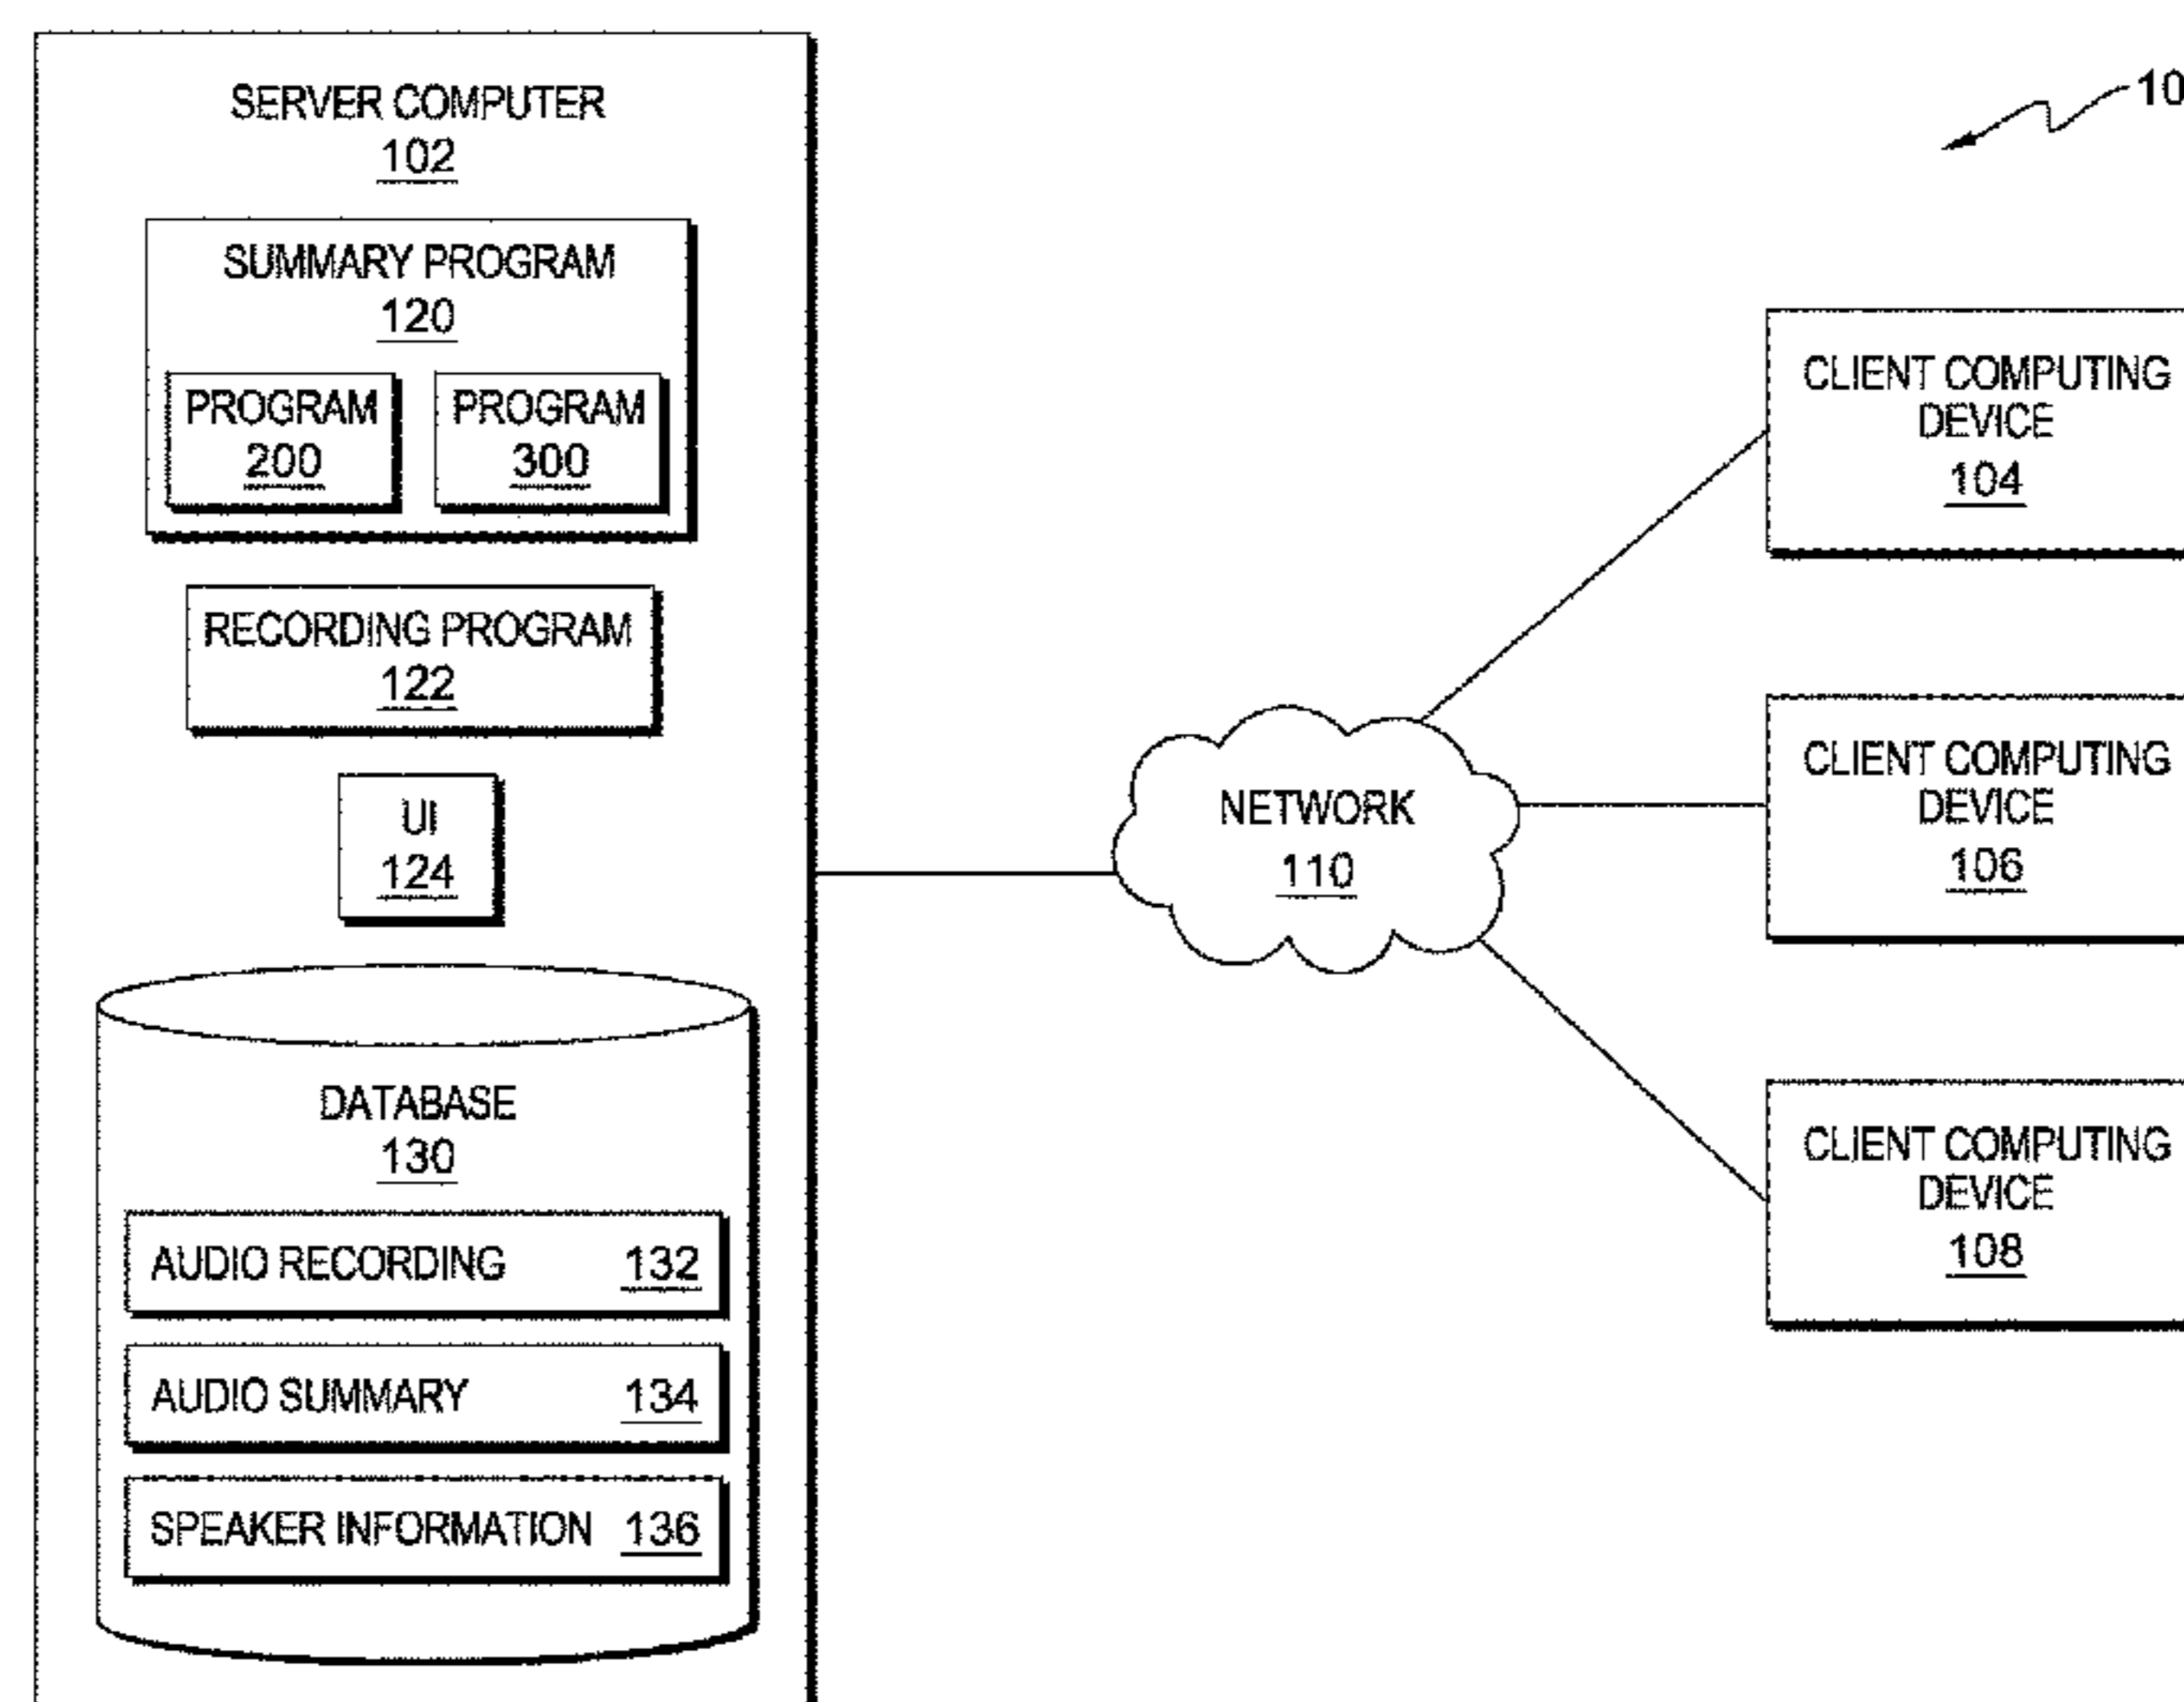 SERVER COMPUTER
102
SUMMARY PROGRAM
120
PROGRAM
200
PROGRAM
300
RECORDING PROGRAM
122
UI
124
DATABASE
130
AUDIO RECORDING 132
AUDIO SUMMARY 134
SPEAKER INFORMATION 136
NETWORK
110
CLIENT COMPUTING
DEVICE
104
CLIENT COMPUTING
DEVICE
106
CLIENT COMPUTING
DEVICE
108